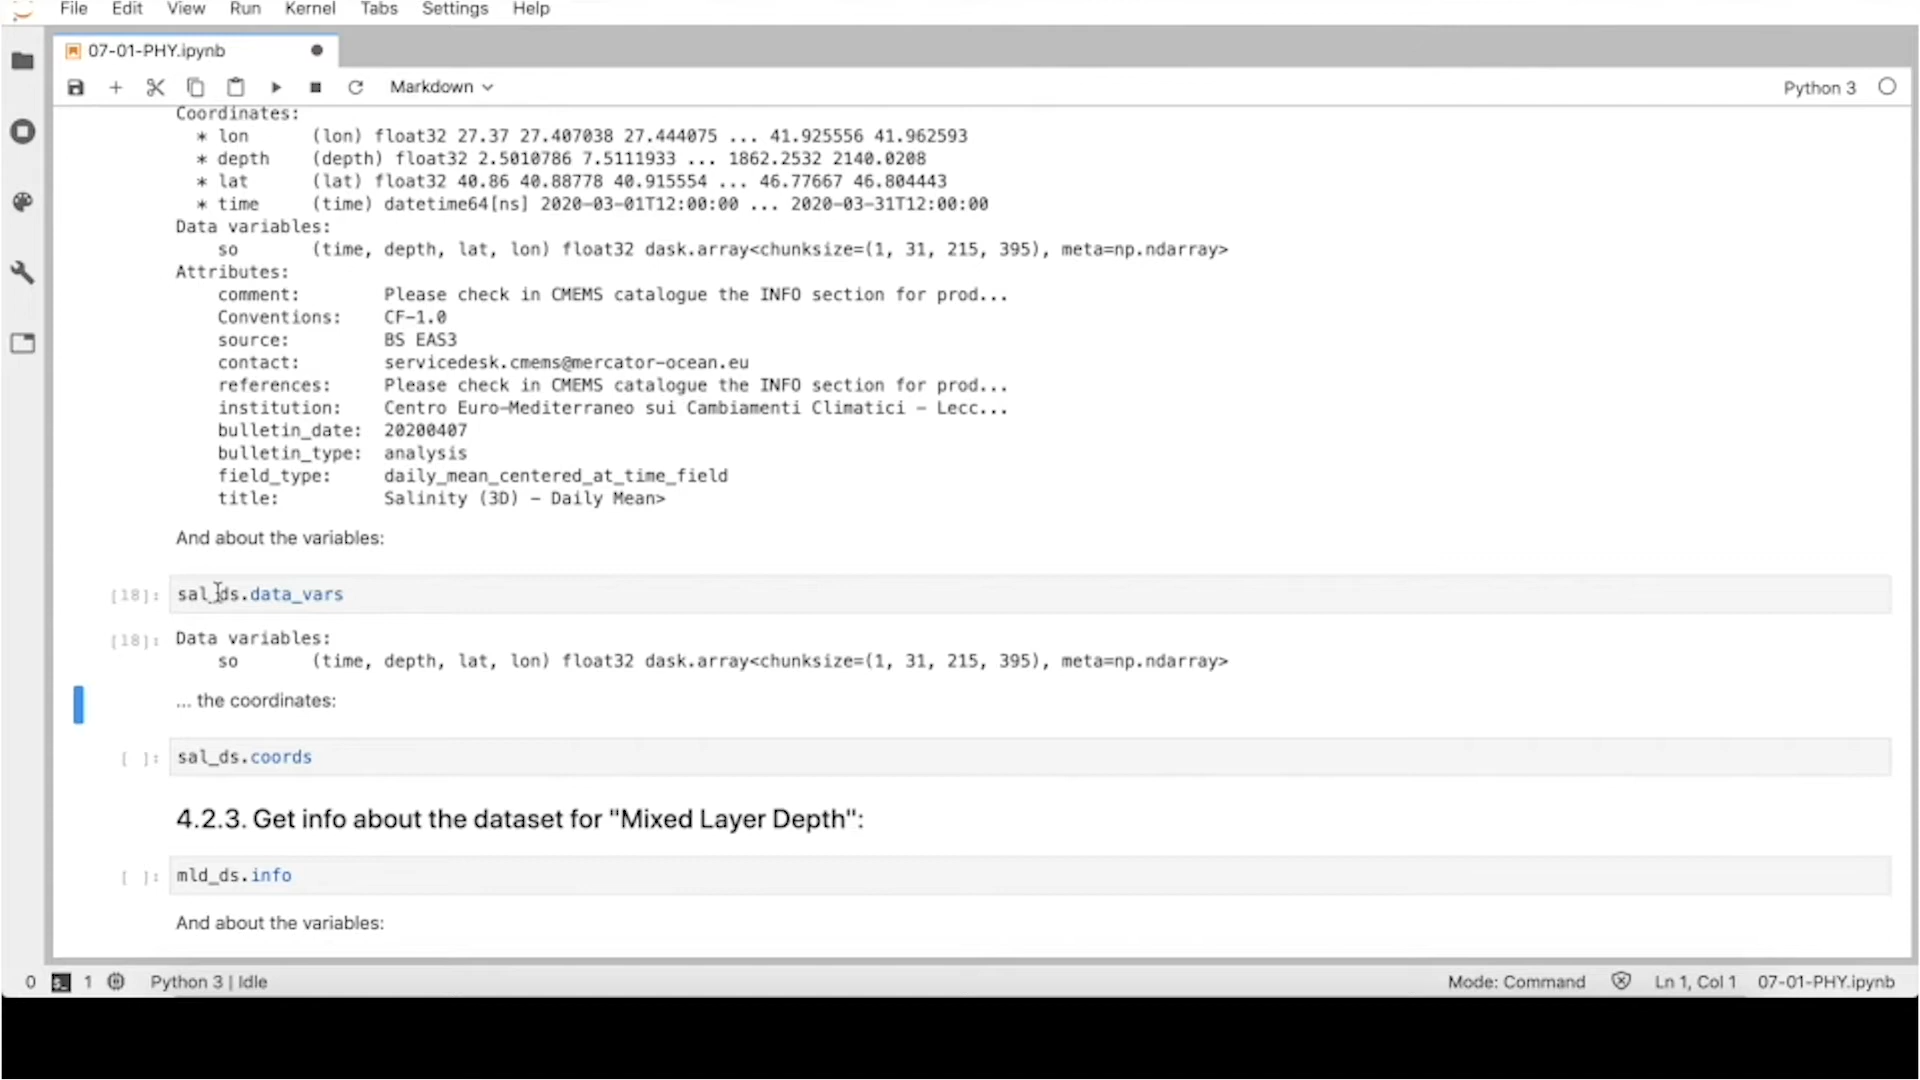 File Edit View Run Kernel Tabs Settings Help
07-01-PHY.ipynb
Markdown
Python 3
Coordinates:
* lon (lon) float32 27.37 27.407038 27.444075 ... 41.925556 41.962593
* depth (depth) float32 2.5010786 7.5111933 ... 1862.2532 2140.0208
* lat (lat) float32 40.86 40.88778 40.915554 ... 46.77667 46.804443
* time (time) datetime64[ns] 2020-03-01T12:00:00 ... 2020-03-31T12:00:00
Data variables:
so (time, depth, lat, lon) float32 dask.array<chunksize=(1, 31, 215, 395), meta=np.ndarray>
Attributes:
comment: Please check in CMEMS catalogue the INFO section for prod...
Conventions: CF-1.0
source: BS EAS3
contact: servicedesk.cmems@mercator-ocean.eu
references: Please check in CMEMS catalogue the INFO section for prod...
institution: Centro Euro-Mediterraneo sui Cambiamenti Climatici - Lecc...
bulletin_date: 20200407
bulletin_type: analysis
field_type: daily_mean_centered_at_time_field
title: Salinity (3D) - Daily Mean>
And about the variables:
[18]: sal_ds.data_vars
[18]: Data variables:
so (time, depth, lat, lon) float32 dask.array<chunksize=(1, 31, 215, 395), meta=np.ndarray>
... the coordinates:
[ ]: sal_ds.coords
4.2.3. Get info about the dataset for "Mixed Layer Depth":
[ ]: mld_ds.info
And about the variables:
0 1 Python 3 | Idle Mode: Command Ln 1, Col 1 07-01-PHY.ipynb